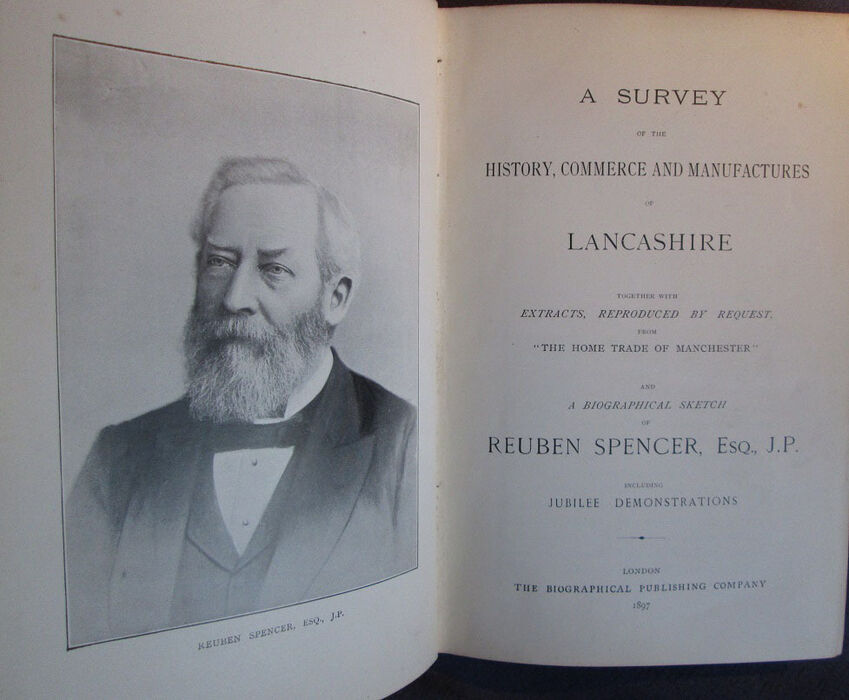 REUBEN SPENCER, ESQ., J.P.
A SURVEY
OF THE
HISTORY, COMMERCE AND MANUFACTURES
OF
LANCASHIRE
TOGETHER WITH
EXTRACTS, REPRODUCED BY REQUEST,
FROM
"THE HOME TRADE OF MANCHESTER"
AND
A BIOGRAPHICAL SKETCH
OF
REUBEN SPENCER, ESQ., J.P.
INCLUDING
JUBILEE DEMONSTRATIONS
LONDON
THE BIOGRAPHICAL PUBLISHING COMPANY
1897